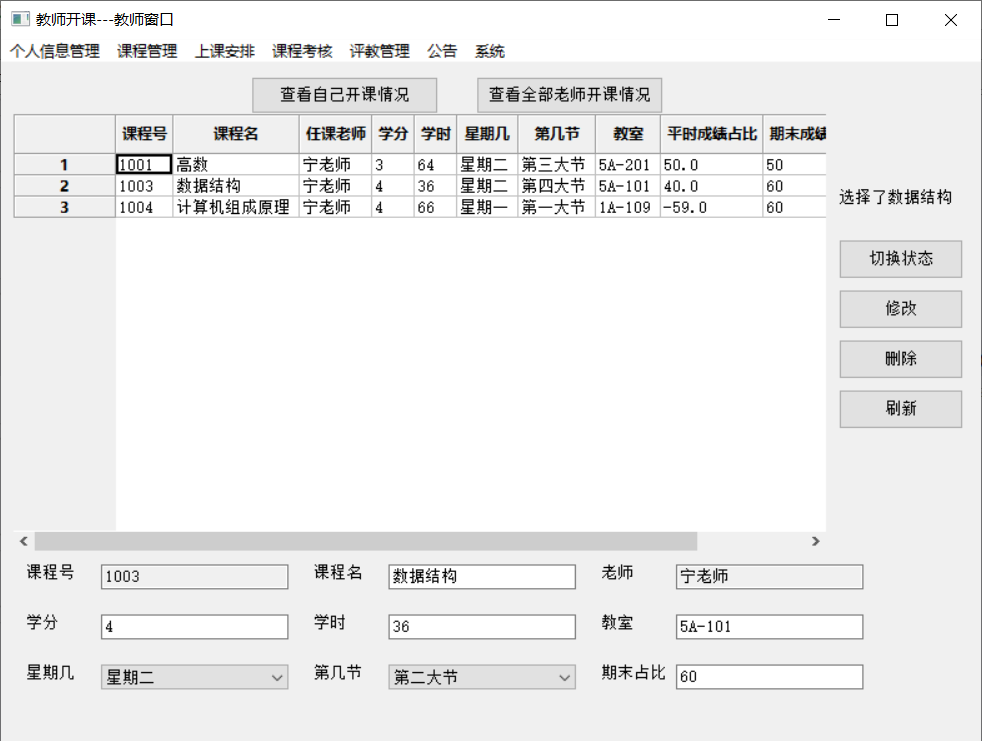 教师开课---教师窗口
个人信息管理 课程管理 上课安排 课程考核 评教管理 公告 系统
查看自己开课情况 查看全部老师开课情况
课程号 课程名 任课老师 学分 学时 星期几 第几节 教室 平时成绩占比 期末成绩
1 1001 高数 宁老师 3 64 星期二 第三大节 5A-201 50.0 50
2 1003 数据结构 宁老师 4 36 星期二 第四大节 5A-101 40.0 60
3 1004 计算机组成原理 宁老师 4 66 星期一 第一大节 1A-109 -59.0 60
选择了数据结构
切换状态
修改
删除
刷新
课程号 1003 课程名 数据结构 老师 宁老师
学分 4 学时 36 教室 5A-101
星期几 星期二 第几节 第二大节 期末占比 60